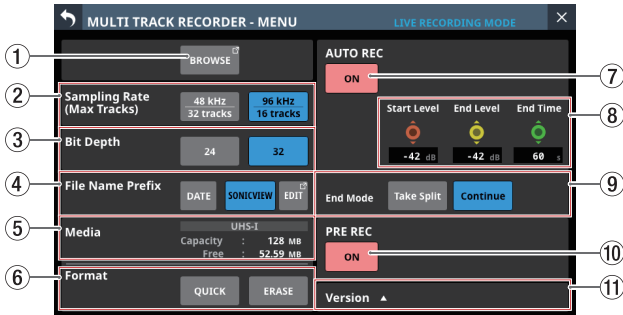 MULTI TRACK RECORDER - MENU LIVE RECORDING MODE
① BROWSE
② Sampling Rate
(Max Tracks)
48 kHz
32 tracks
96 kHz
16 tracks
③ Bit Depth
24 32
④ File Name Prefix
DATE SONICVIEW EDIT
⑤ Media
UHS-I
Capacity : 128 MB
Free : 52.59 MB
⑥ Format
QUICK ERASE
AUTO REC
ON ⑦
Start Level End Level End Time ⑧
-42 dB -42 dB 60 s
End Mode Take Split Continue ⑨
PRE REC
ON ⑩
Version ▲ ⑪